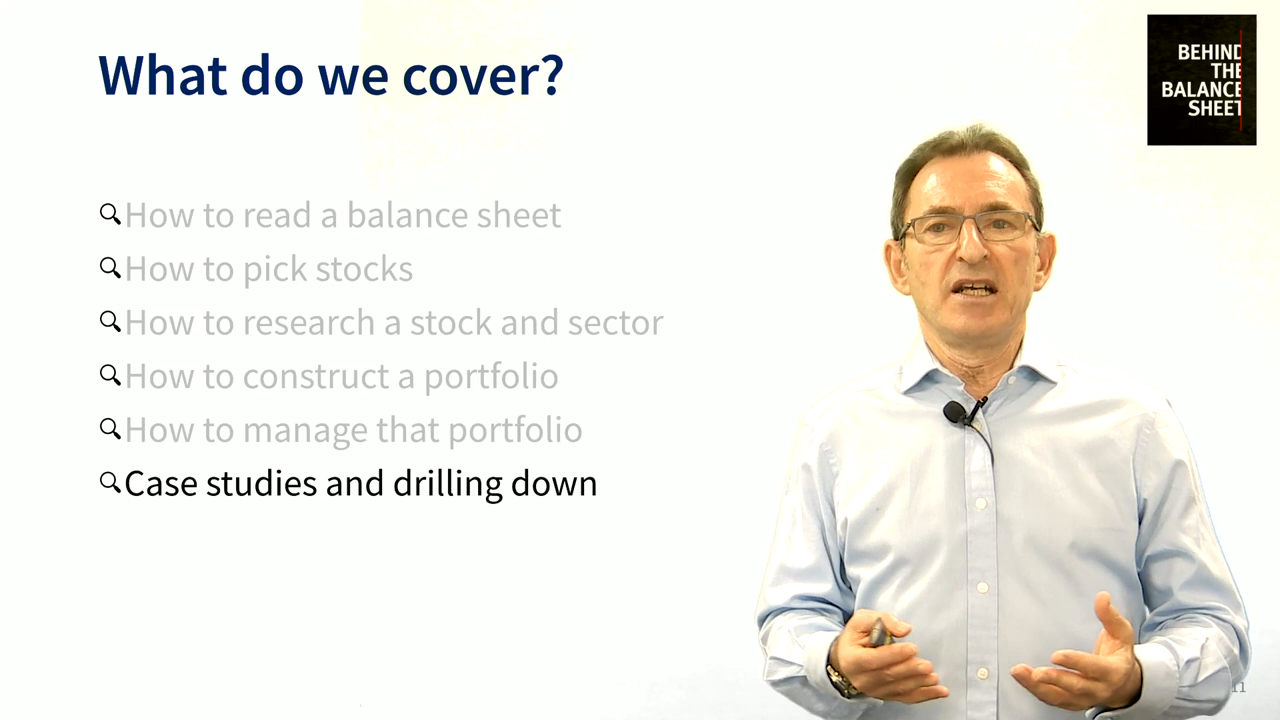 What do we cover?
BEHIND
THE
BALANCE
SHEET
How to read a balance sheet
How to pick stocks
How to research a stock and sector
How to construct a portfolio
How to manage that portfolio
Case studies and drilling down